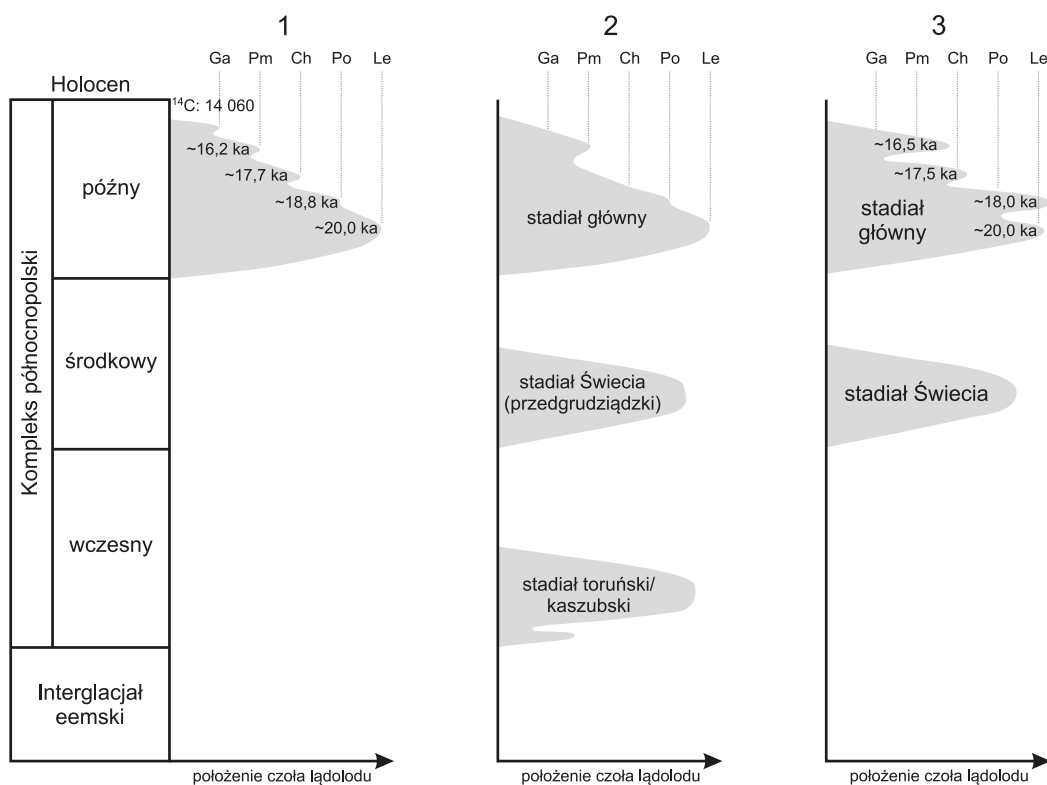 1
Ga Pm Ch Po Le
Holocen
¹⁴C: 14 060
~16,2 ka
~17,7 ka
~18,8 ka
~20,0 ka
Kompleks północnopolski
późny
środkowy
wczesny
Interglacjał
eemski
położenie czoła lądolodu
2
Ga Pm Ch Po Le
stadiał główny
stadiał Świecia
(przedgrudziądzki)
stadiał toruński/
kaszubski
położenie czoła lądolodu
3
Ga Pm Ch Po Le
~16,5 ka
~17,5 ka
~18,0 ka
stadiał
główny
~20,0 ka
stadiał Świecia
położenie czoła lądolodu